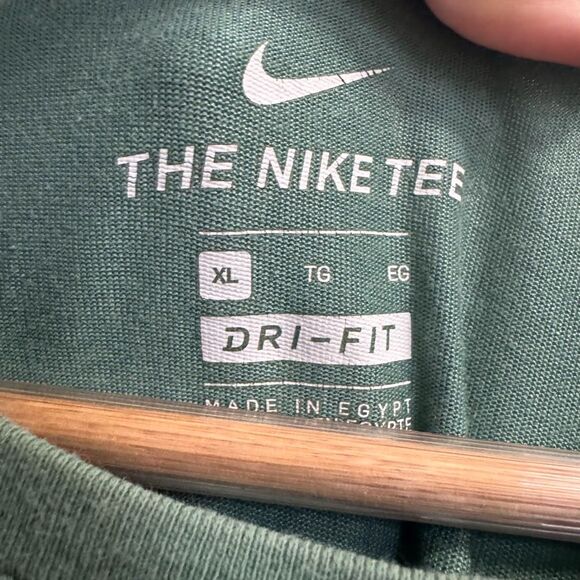 THE NIKE TEE
XL TG EG
DRI-FIT
MADE IN EGYPT